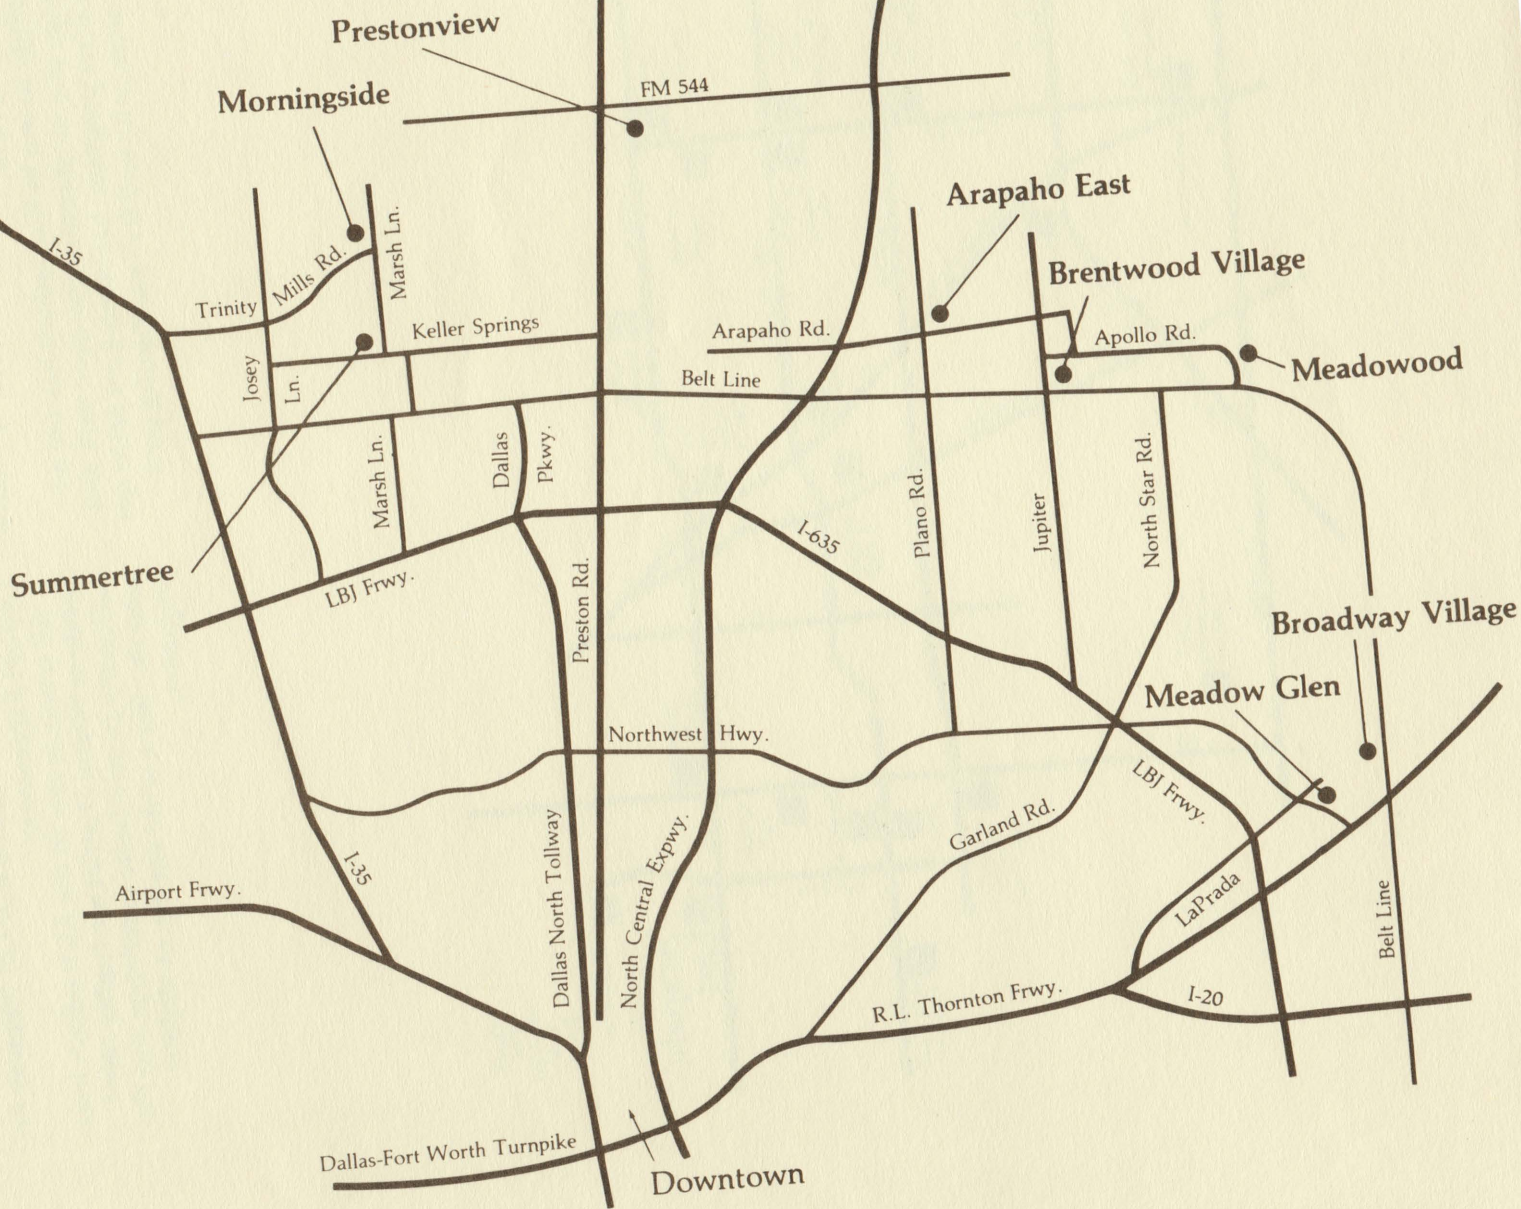 Prestonview
FM 544
Morningside
Arapaho East
Marsh Ln.
I-35
Brentwood Village
Mills Rd.
Trinity
Keller Springs
Arapaho Rd.
Apollo Rd.
Meadowood
Josey
Ln.
Belt Line
Dallas
Pkwy.
Marsh Ln.
North Star Rd.
Plano Rd.
Jupiter
I-635
Summertree
LBJ Frwy.
Preston Rd.
Broadway Village
Meadow Glen
Northwest Hwy.
LBJ Frwy.
Garland Rd.
I-35
Airport Frwy.
Dallas North Tollway
North Central Expwy.
LaPrada
Belt Line
R.L. Thornton Frwy.
I-20
Dallas-Fort Worth Turnpike
Downtown